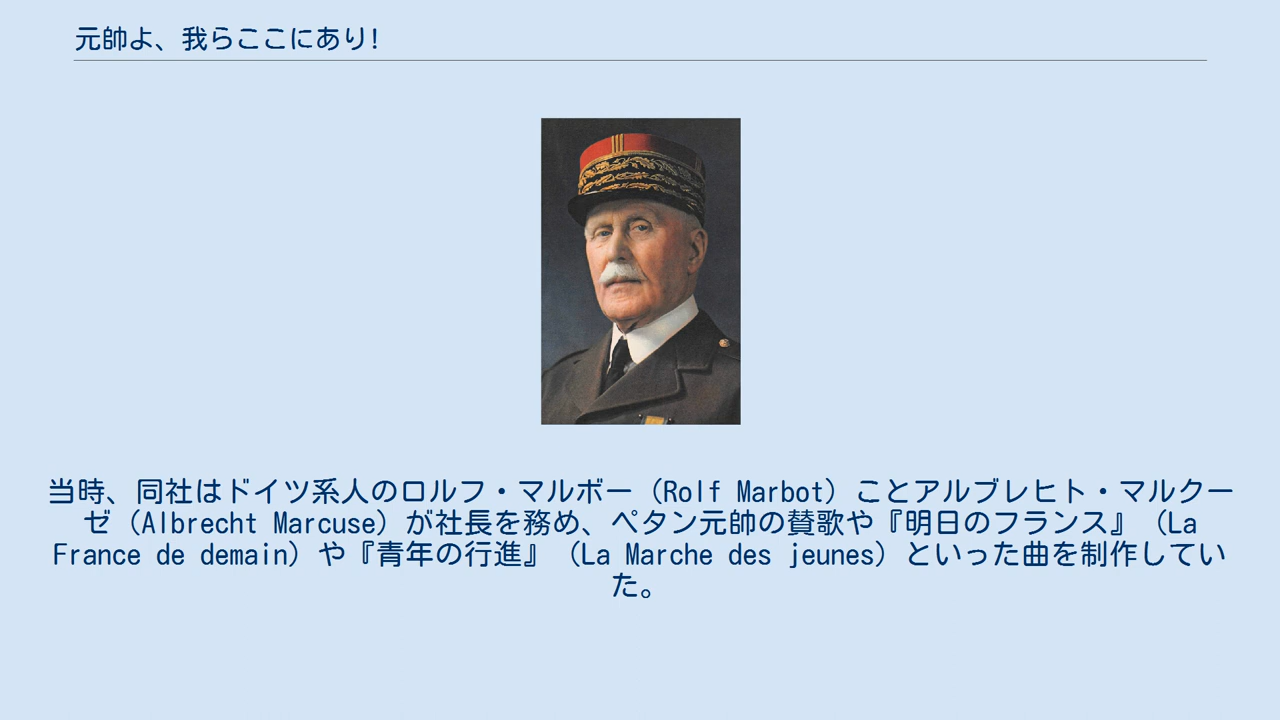 元帥よ、我らここにあり!
当時、同社はドイツ系人のロルフ・マルボー（Rolf Marbot）ことアルブレヒト・マルクー
ゼ（Albrecht Marcuse）が社長を務め、ペタン元帥の賛歌や『明日のフランス』（La
France de demain）や『青年の行進』（La Marche des jeunes）といった曲を制作してい
た。